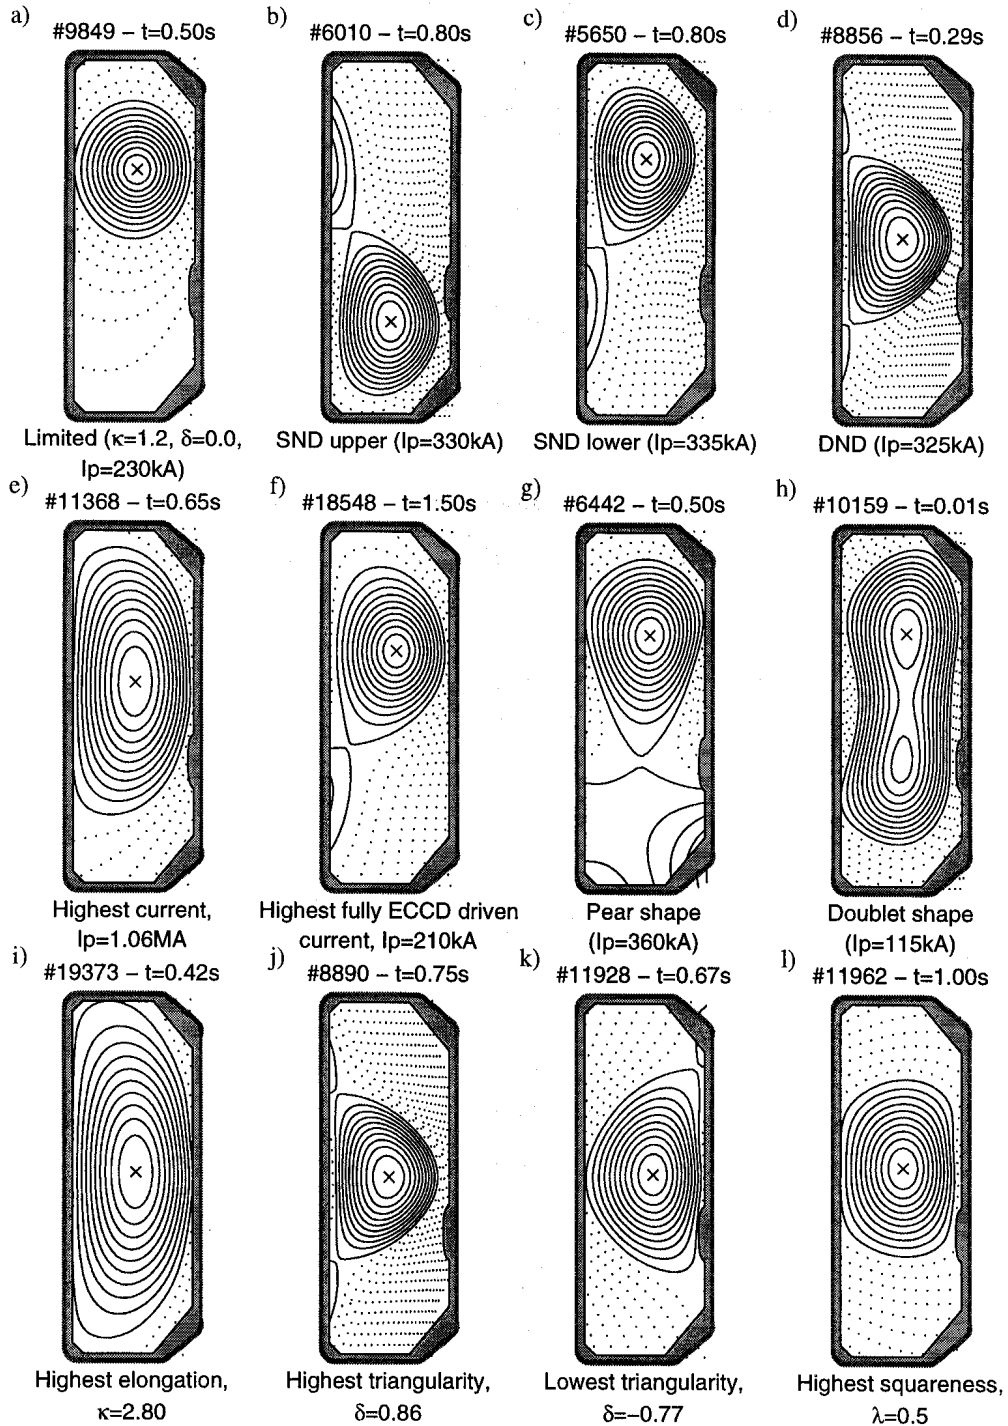 a)
#9849 – t=0.50s
Limited (κ=1.2, δ=0.0,
Ip=230kA)
b)
#6010 – t=0.80s
SND upper (Ip=330kA)
c)
#5650 – t=0.80s
SND lower (Ip=335kA)
d)
#8856 – t=0.29s
DND (Ip=325kA)
e)
#11368 – t=0.65s
Highest current,
Ip=1.06MA
f)
#18548 – t=1.50s
Highest fully ECCD driven
current, Ip=210kA
g)
#6442 – t=0.50s
Pear shape
(Ip=360kA)
h)
#10159 – t=0.01s
Doublet shape
(Ip=115kA)
i)
#19373 – t=0.42s
Highest elongation,
κ=2.80
j)
#8890 – t=0.75s
Highest triangularity,
δ=0.86
k)
#11928 – t=0.67s
Lowest triangularity,
δ=−0.77
l)
#11962 – t=1.00s
Highest squareness,
λ=0.5